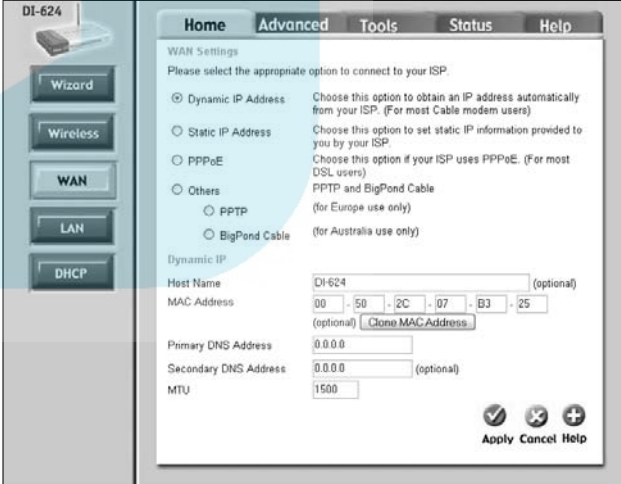 DI-624
Home Advanced Tools Status Help
Wizard
Wireless
WAN
LAN
DHCP
WAN Settings
Please select the appropriate option to connect to your ISP.
Dynamic IP Address Choose this option to obtain an IP address automatically
from your ISP. (For most Cable modem users)
Static IP Address Choose this option to set static IP information provided to
you by your ISP.
PPPoE Choose this option if your ISP uses PPPoE. (For most
DSL users)
Others PPTP and BigPond Cable
PPTP (for Europe use only)
BigPond Cable (for Australia use only)
Dynamic IP
Host Name DI-624 (optional)
MAC Address 00 - 50 - 2C - 07 - B3 - 25
(optional) Clone MAC Address
Primary DNS Address 0.0.0.0
Secondary DNS Address 0.0.0.0 (optional)
MTU 1500
Apply Cancel Help